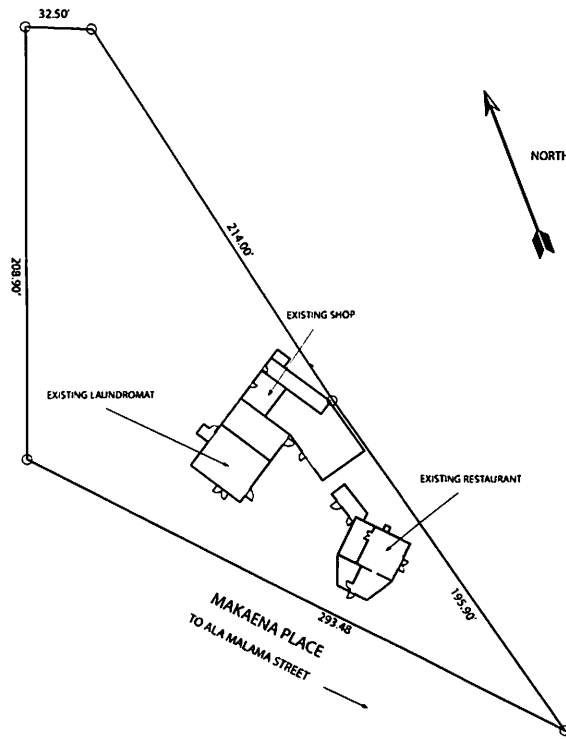 32.50'
NORTH
214.00'
208.90'
EXISTING SHOP
EXISTING LAUNDROMAT
EXISTING RESTAURANT
195.90'
293.48
MAKAENA PLACE
TO ALA MALAMA STREET